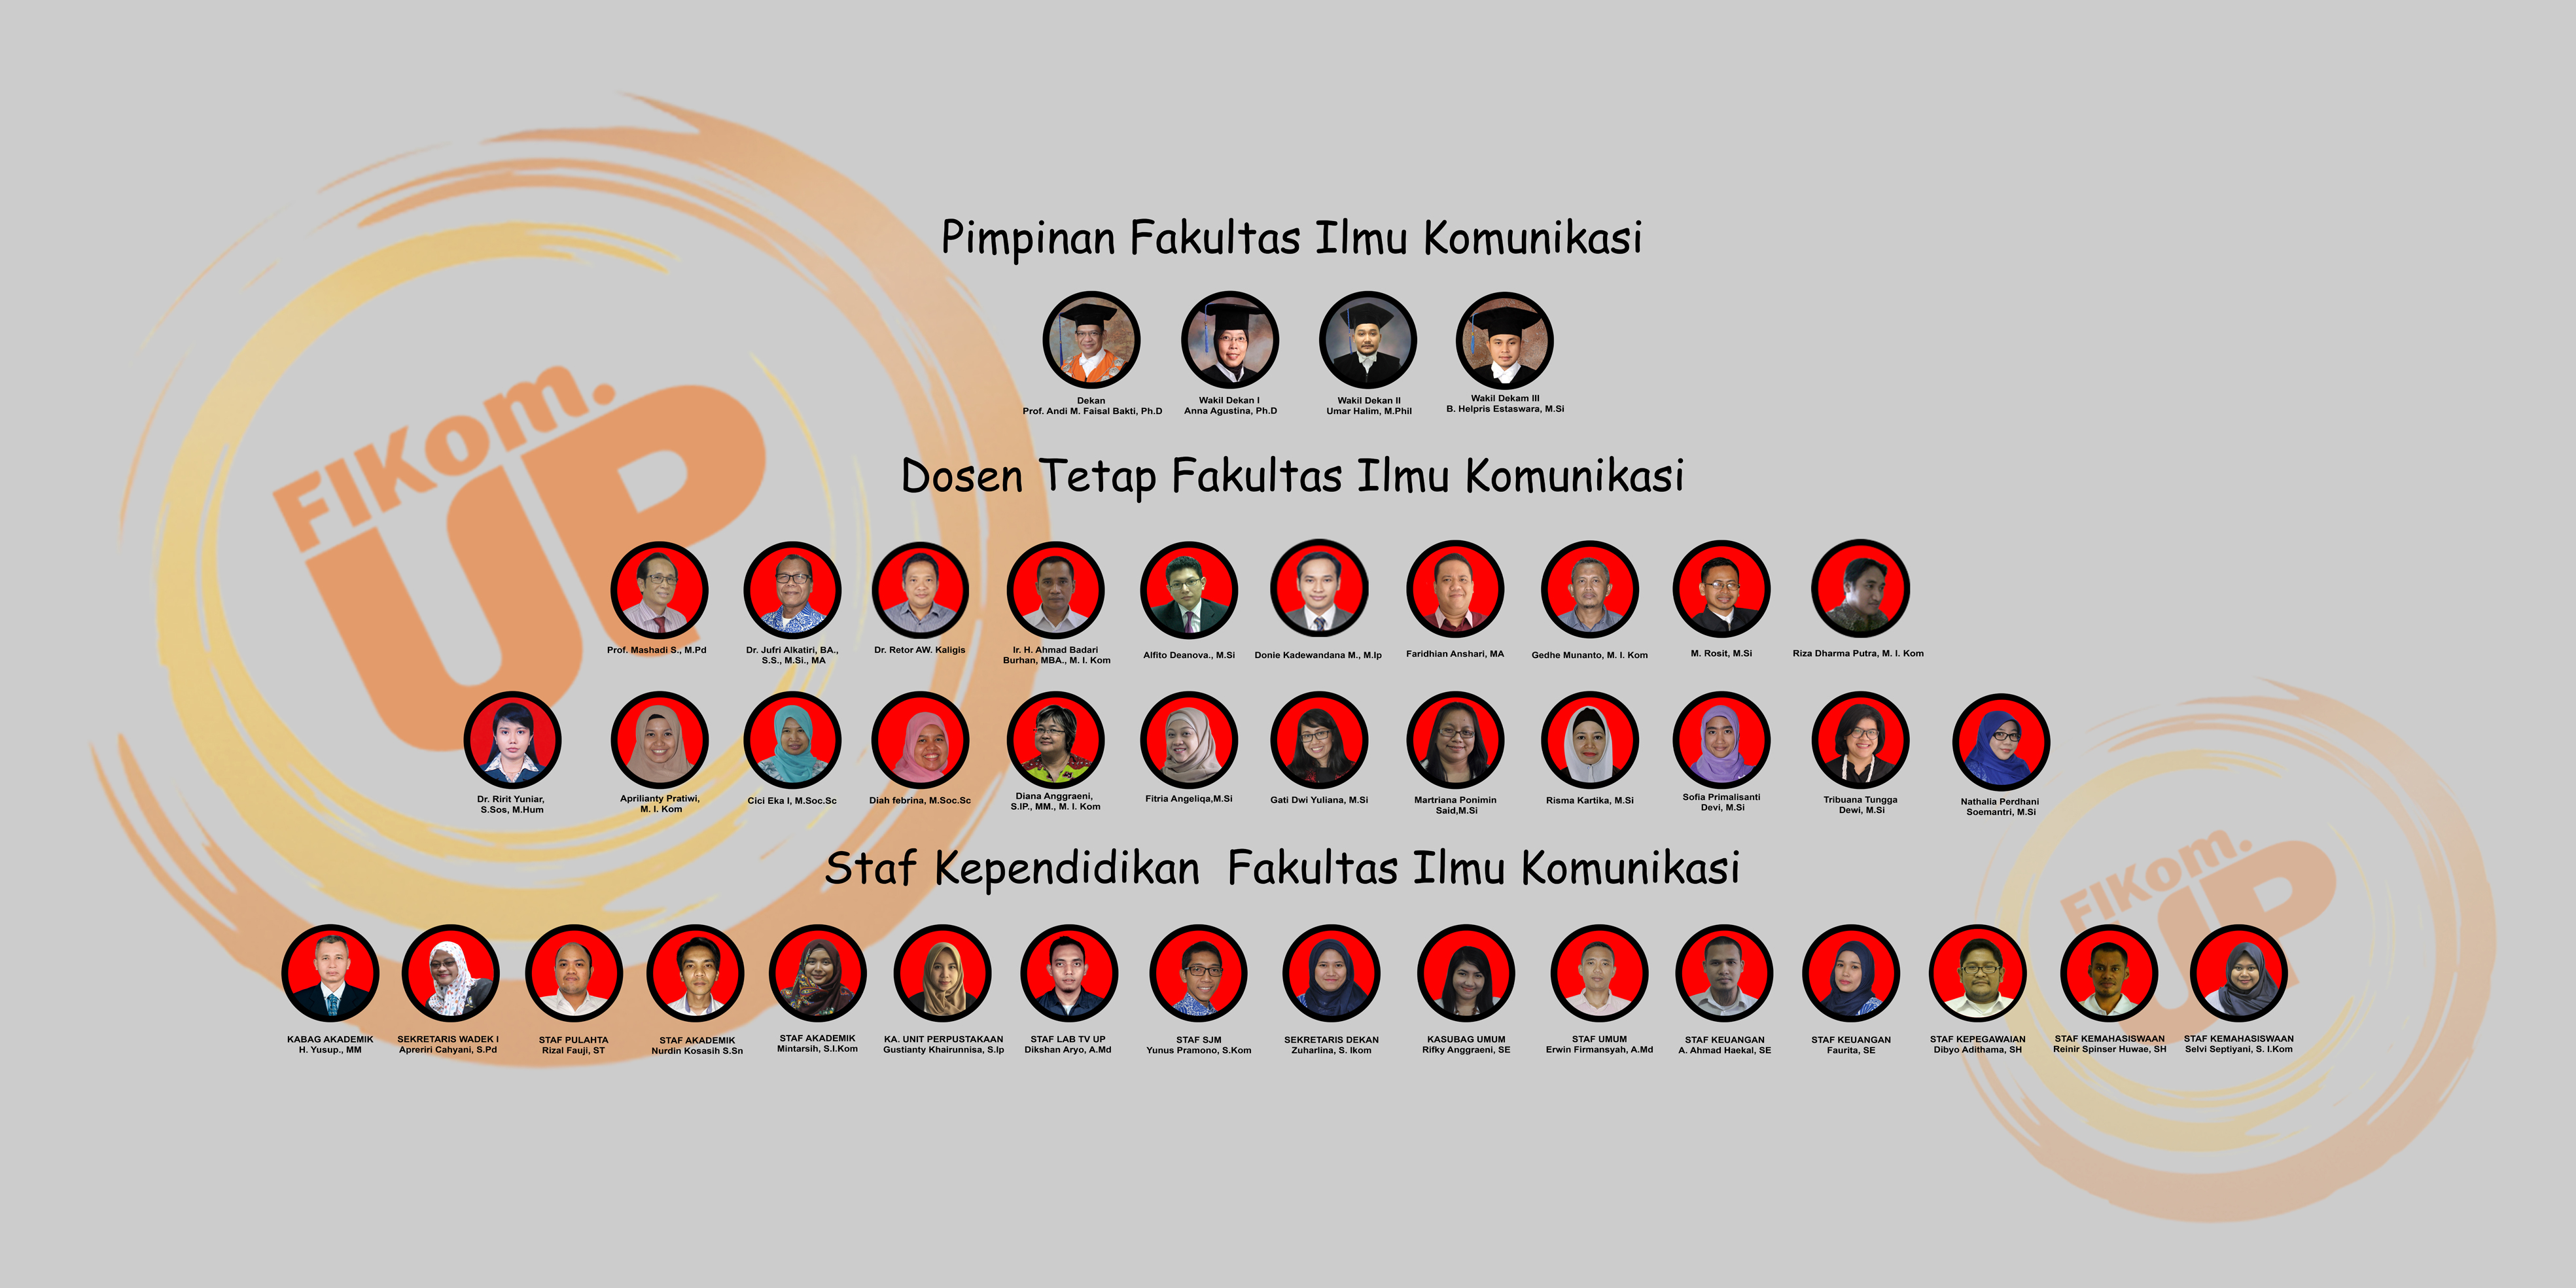 Pimpinan Fakultas Ilmu Komunikasi
Dekan
Prof. Andi M. Faisal Bakti, Ph.D
Wakil Dekan I
Anna Agustina, Ph.D
Wakil Dekan II
Umar Halim, M.Phil
Wakil Dekam III
B. Helpris Estaswara, M.Si
FIKom.
UP
Dosen Tetap Fakultas Ilmu Komunikasi
Prof. Mashadi S., M.Pd
Dr. Jufri Alkatiri, BA.,
S.S., M.Si., MA
Dr. Retor AW. Kaligis
Ir. H. Ahmad Badari
Burhan, MBA., M. I. Kom
Alfito Deanova., M.Si
Donie Kadewandana M., M.Ip
Faridhian Anshari, MA
Gedhe Munanto, M. I. Kom
M. Rosit, M.Si
Riza Dharma Putra, M. I. Kom
Dr. Ririt Yuniar,
S.Sos, M.Hum
Aprilianty Pratiwi,
M. I. Kom
Cici Eka I, M.Soc.Sc
Diah febrina, M.Soc.Sc
Diana Anggraeni,
S.IP., MM., M. I. Kom
Fitria Angeliqa,M.Si
Gati Dwi Yuliana, M.Si
Martriana Ponimin
Said,M.Si
Risma Kartika, M.Si
Sofia Primalisanti
Devi, M.Si
Tribuana Tungga
Dewi, M.Si
Nathalia Perdhani
Soemantri, M.Si
Staf Kependidikan Fakultas Ilmu Komunikasi
FIKom.
UP
KABAG AKADEMIK
H. Yusup., MM
SEKRETARIS WADEK I
Apreriri Cahyani, S.Pd
STAF PULAHTA
Rizal Fauji, ST
STAF AKADEMIK
Nurdin Kosasih S.Sn
STAF AKADEMIK
Mintarsih, S.I.Kom
KA. UNIT PERPUSTAKAAN
Gustianty Khairunnisa, S.Ip
STAF LAB TV UP
Dikshan Aryo, A.Md
STAF SJM
Yunus Pramono, S.Kom
SEKRETARIS DEKAN
Zuharlina, S. Ikom
KASUBAG UMUM
Rifky Anggraeni, SE
STAF UMUM
Erwin Firmansyah, A.Md
STAF KEUANGAN
A. Ahmad Haekal, SE
STAF KEUANGAN
Faurita, SE
STAF KEPEGAWAIAN
Dibyo Adithama, SH
STAF KEMAHASISWAAN
Reinir Spinser Huwae, SH
STAF KEMAHASISWAAN
Selvi Septiyani, S. I.Kom